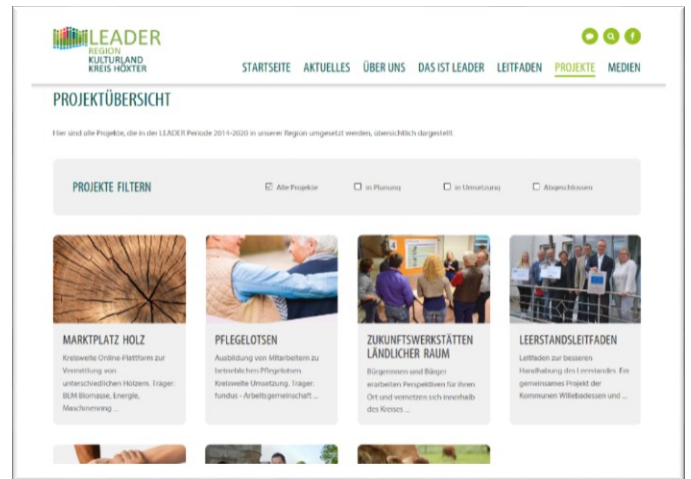 LEADER
REGION
KULTURLAND
KREIS HÖXTER
STARTSEITE AKTUELLES ÜBER UNS DAS IST LEADER LEITFADEN PROJEKTE MEDIEN
PROJEKTÜBERSICHT
Hier sind alle Projekte, die in der LEADER Periode 2014-2020 in unserer Region umgesetzt werden, übersichtlich dargestellt.
PROJEKTE FILTERN
Alle Projekte in Planung in Umsetzung Abgeschlossen
4
MARKTPLATZ HOLZ
Kreisweite Online-Plattform zur
Vermittlung von
unterschiedlichen Hölzern. Träger:
BLM Biomasse, Energie,
Maschinenring ...
PFLEGELOTSEN
Ausbildung von Mitarbeitern zu
betrieblichen Pflegelotsen.
Kreisweite Umsetzung. Träger:
fundus - Arbeitsgemeinschaft ...
ZUKUNFTSWERKSTÄTTEN
LÄNDLICHER RAUM
Bürgerinnen und Bürger
erarbeiten Perspektiven für ihren
Ort und vernetzen sich innerhalb
des Kreises ...
LEERSTANDSLEITFADEN
Leitfaden zur besseren
Handhabung des Leerstandes. Ein
gemeinsames Projekt der
Kommunen Willebadessen und ...